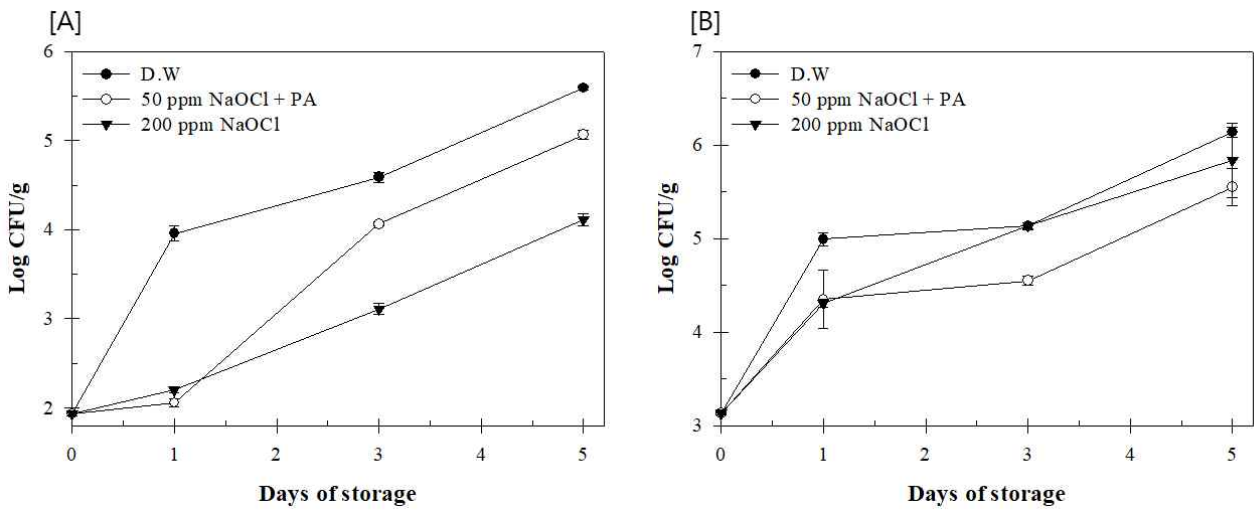 [A]
6
5
4
3
2
Log CFU/g
D.W
50 ppm NaOCl + PA
200 ppm NaOCl
0 1 2 3 4 5
Days of storage
[B]
7
6
5
4
3
Log CFU/g
D.W
50 ppm NaOCl + PA
200 ppm NaOCl
0 1 2 3 4 5
Days of storage